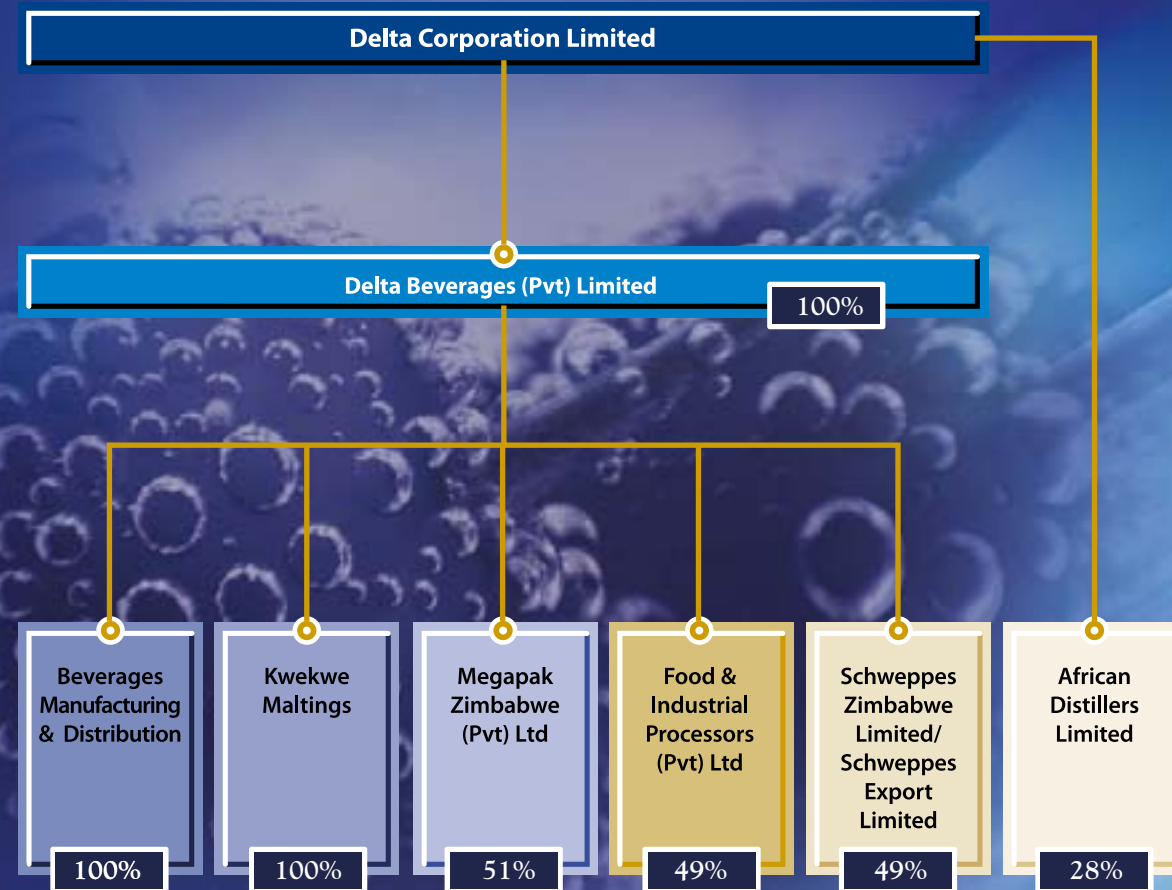 Delta Corporation Limited
Delta Beverages (Pvt) Limited
100%
Beverages
Manufacturing
& Distribution
100%
Kwekwe
Maltings
100%
Megapak
Zimbabwe
(Pvt) Ltd
51%
Food &
Industrial
Processors
(Pvt) Ltd
49%
Schweppes
Zimbabwe
Limited/
Schweppes
Export
Limited
49%
African
Distillers
Limited
28%